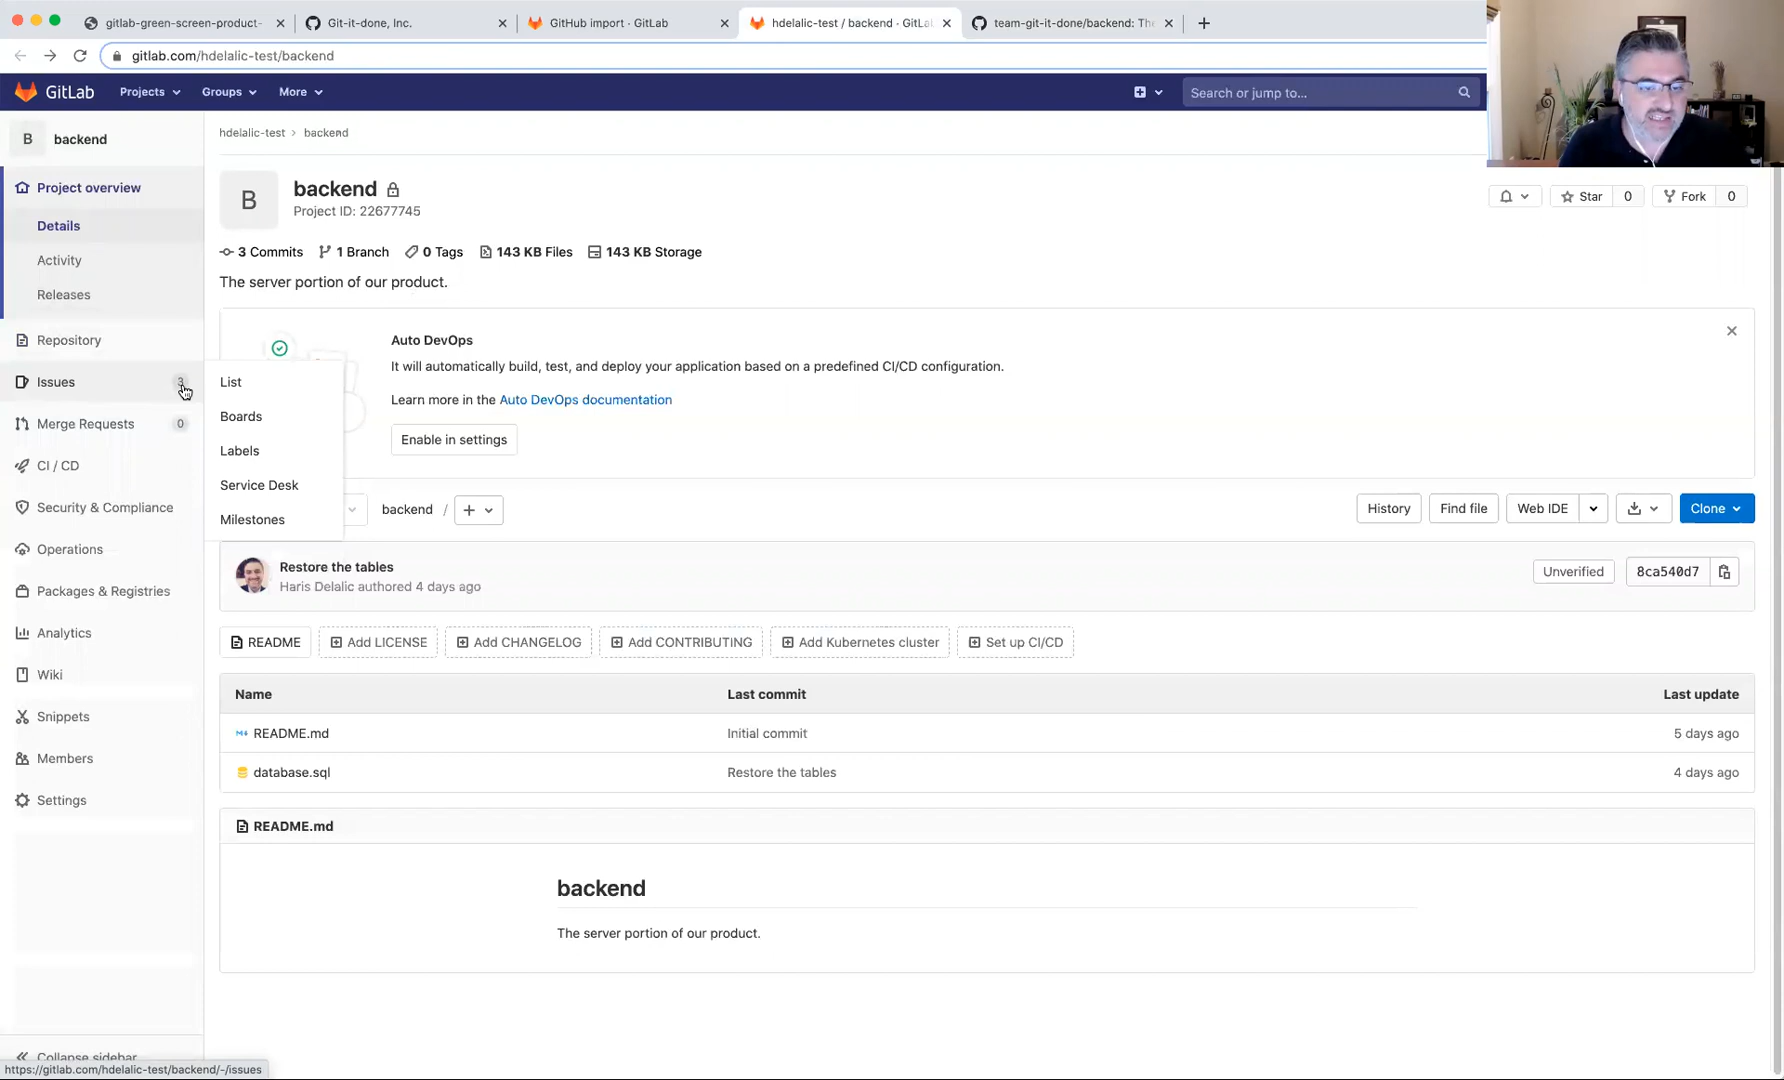 gitlab-green-screen-product-
Git-it-done, Inc.
GitHub import · GitLab
hdelalic-test / backend · GitLa
team-git-it-done/backend: The
gitlab.com/hdelalic-test/backend
GitLab
Projects
Groups
More
Search or jump to...
B
backend
Project overview
Details
Activity
Releases
Repository
Issues
3
Merge Requests
0
CI / CD
Security & Compliance
Operations
Packages & Registries
Analytics
Wiki
Snippets
Members
Settings
Collapse sidebar
List
Boards
Labels
Service Desk
Milestones
hdelalic-test › backend
B
backend
Project ID: 22677745
Star
0
Fork
0
3 Commits
1 Branch
0 Tags
143 KB Files
143 KB Storage
The server portion of our product.
Auto DevOps
It will automatically build, test, and deploy your application based on a predefined CI/CD configuration.
Learn more in the Auto DevOps documentation
Enable in settings
backend / +
History
Find file
Web IDE
Clone
Restore the tables
Haris Delalic authored 4 days ago
Unverified
8ca540d7
README
Add LICENSE
Add CHANGELOG
Add CONTRIBUTING
Add Kubernetes cluster
Set up CI/CD
Name
Last commit
Last update
README.md
Initial commit
5 days ago
database.sql
Restore the tables
4 days ago
README.md
backend
The server portion of our product.
https://gitlab.com/hdelalic-test/backend/-/issues